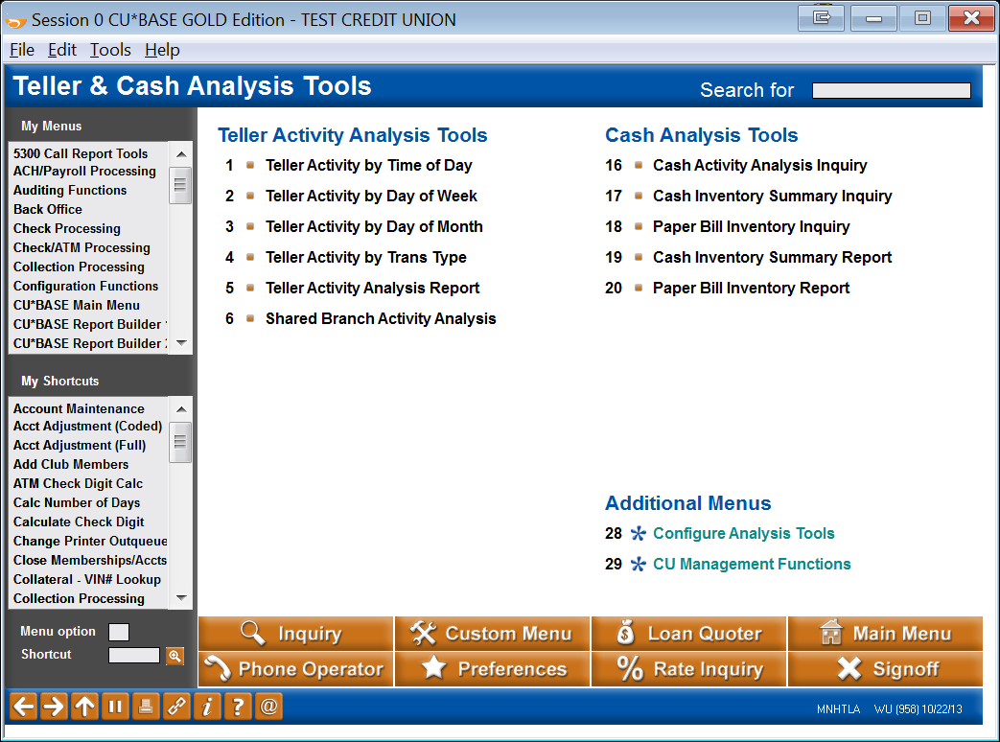 Session 0 CU*BASE GOLD Edition - TEST CREDIT UNION
File Edit Tools Help
Teller & Cash Analysis Tools
Search for
My Menus
5300 Call Report Tools
ACH/Payroll Processing
Auditing Functions
Back Office
Check Processing
Check/ATM Processing
Collection Processing
Configuration Functions
CU*BASE Main Menu
CU*BASE Report Builder
CU*BASE Report Builder
My Shortcuts
Account Maintenance
Acct Adjustment (Coded)
Acct Adjustment (Full)
Add Club Members
ATM Check Digit Calc
Calc Number of Days
Calculate Check Digit
Change Printer Outqueue
Close Memberships/Accts
Collateral - VIN# Lookup
Collection Processing
Menu option
Shortcut
Teller Activity Analysis Tools
1 Teller Activity by Time of Day
2 Teller Activity by Day of Week
3 Teller Activity by Day of Month
4 Teller Activity by Trans Type
5 Teller Activity Analysis Report
6 Shared Branch Activity Analysis
Cash Analysis Tools
16 Cash Activity Analysis Inquiry
17 Cash Inventory Summary Inquiry
18 Paper Bill Inventory Inquiry
19 Cash Inventory Summary Report
20 Paper Bill Inventory Report
Additional Menus
28 Configure Analysis Tools
29 CU Management Functions
Inquiry Custom Menu Loan Quoter Main Menu
Phone Operator Preferences % Rate Inquiry Signoff
i ? @
MNHTLA WU (958) 10/22/13